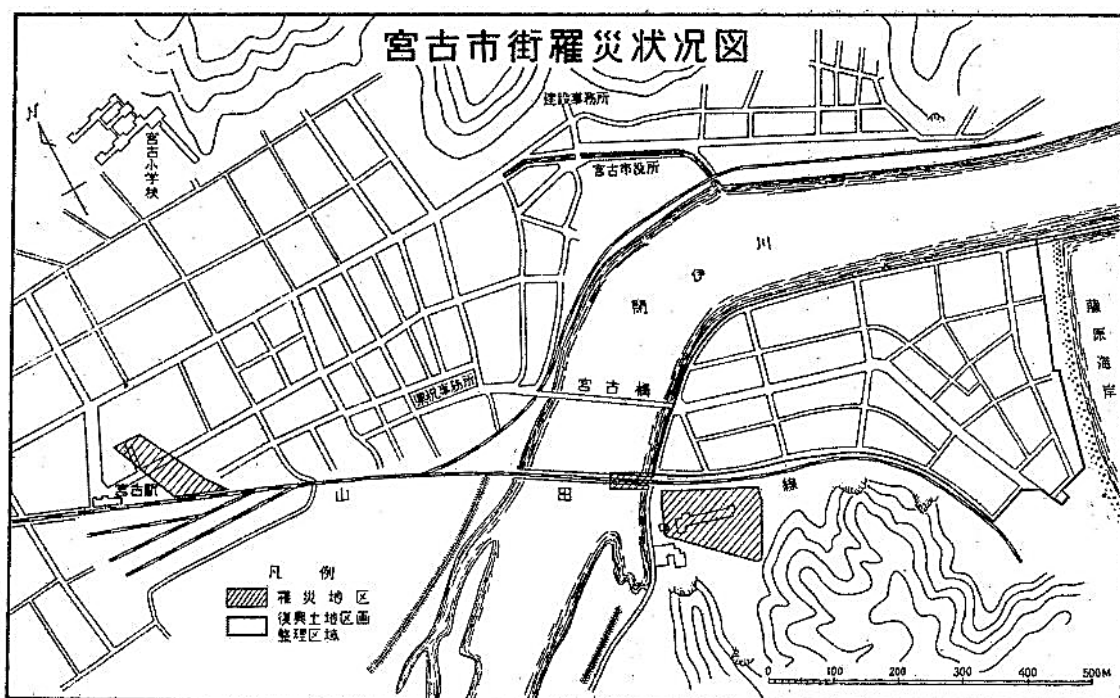 宮古市街罹災状況図
建設事務所
宮古小学校
宮古市役所
閉伊川
藤原海岸
宮古橋
県税事務所
宮古駅
山田線
凡例
罹災地区
復興土地区画
整理区域
0 100 200 300 400 500M